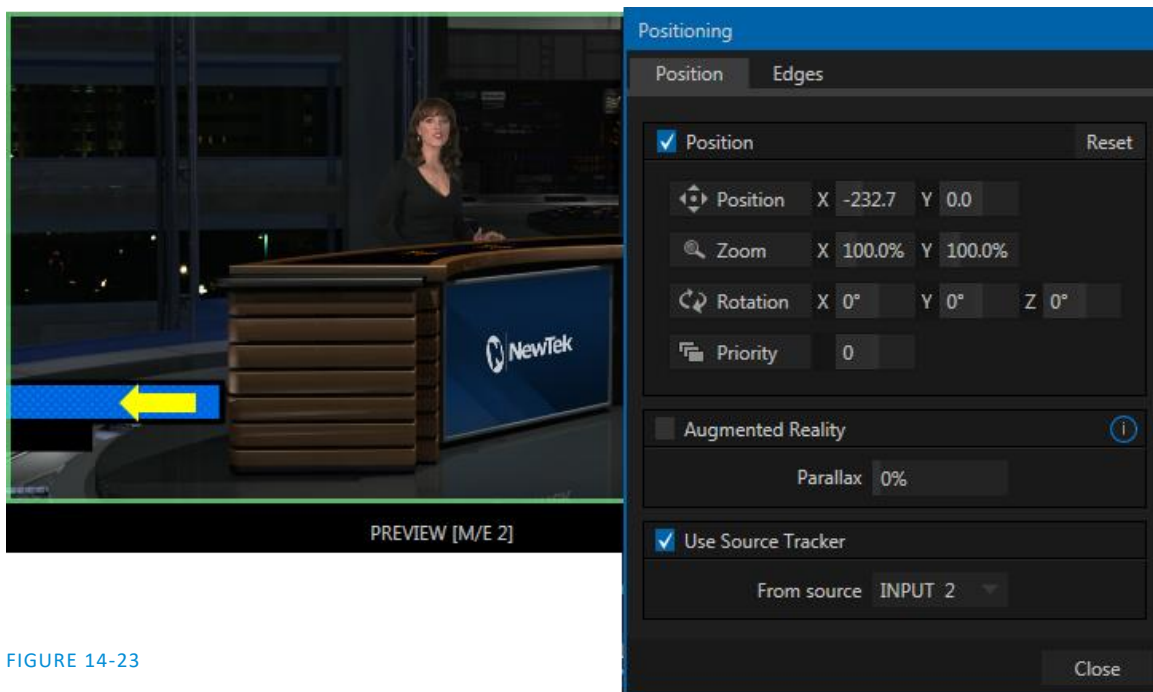 NewTek
PREVIEW [M/E 2]
FIGURE 14-23
Positioning
Position Edges
Position Reset
Position X -232.7 Y 0.0
Zoom X 100.0% Y 100.0%
Rotation X 0° Y 0° Z 0°
Priority 0
Augmented Reality i
Parallax 0%
Use Source Tracker
From source INPUT 2
Close